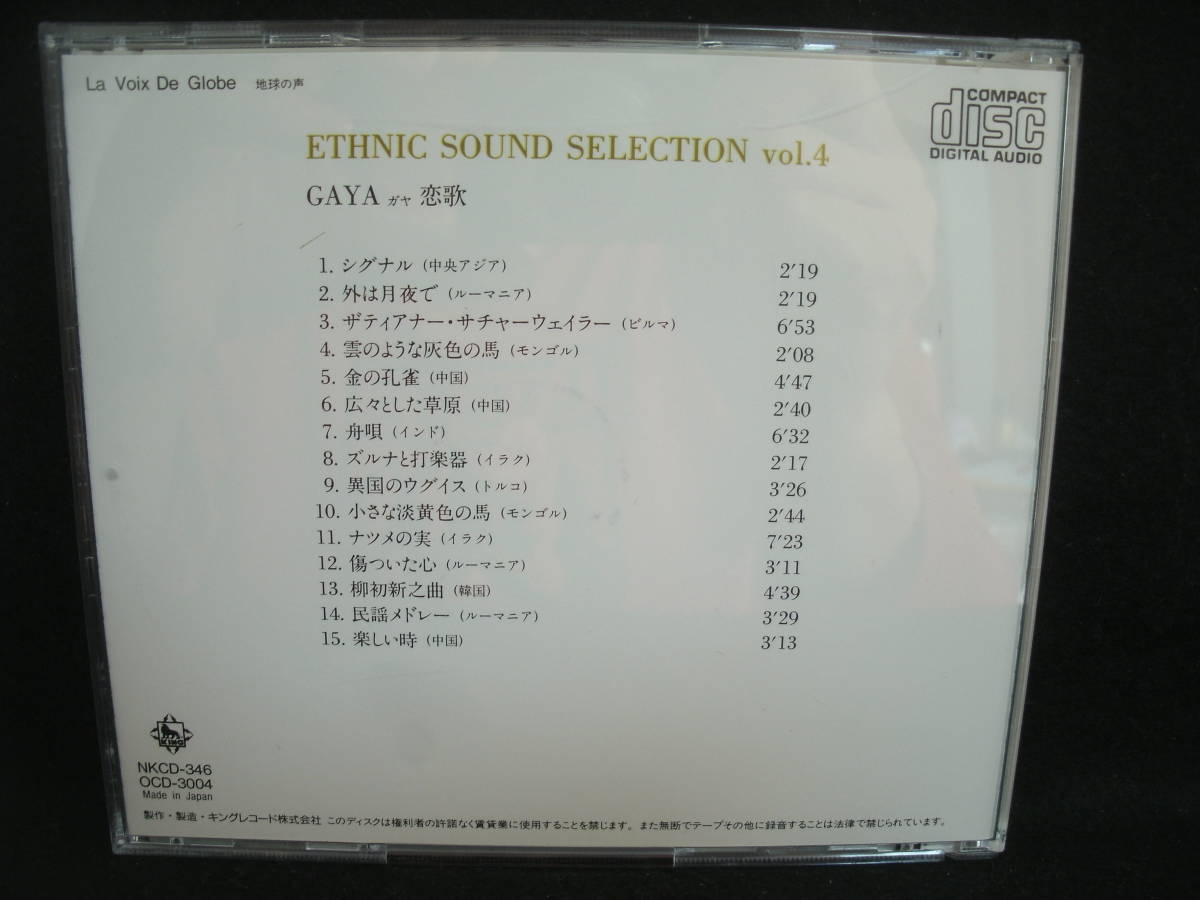 La Voix De Globe 地球の声
COMPACT
disc
DIGITAL AUDIO
ETHNIC SOUND SELECTION vol.4
GAYA ガヤ 恋歌
1. シグナル (中央アジア) 2'19
2. 外は月夜で (ルーマニア) 2'19
3. ザティアナー・サチャーウェイラー (ビルマ) 6'53
4. 雲のような灰色の馬 (モンゴル) 2'08
5. 金の孔雀 (中国) 4'47
6. 広々とした草原 (中国) 2'40
7. 舟唄 (インド) 6'32
8. ズルナと打楽器 (イラク) 2'17
9. 異国のウグイス (トルコ) 3'26
10. 小さな淡黄色の馬 (モンゴル) 2'44
11. ナツメの実 (イラク) 7'23
12. 傷ついた心 (ルーマニア) 3'11
13. 柳初新之曲 (韓国) 4'39
14. 民謡メドレー (ルーマニア) 3'29
15. 楽しい時 (中国) 3'13
KING
NKCD-346
OCD-3004
Made in Japan
製作・製造・キングレコード株式会社 このディスクは権利者の許諾なく賃貸業に使用することを禁じます。また無断でテープその他に録音することは法律で禁じられています。